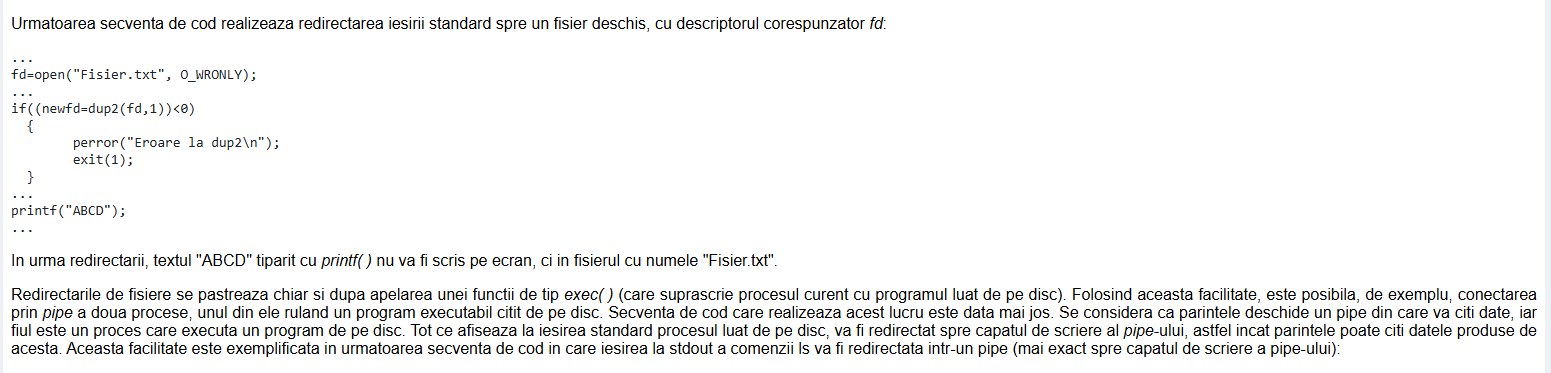 Urmatoarea secventa de cod realizeaza redirectarea iesirii standard spre un fisier deschis, cu descriptorul corespunzator fd:
...
fd=open("Fisier.txt", O_WRONLY);
...
if((newfd=dup2(fd,1))<0)
{
perror("Eroare la dup2\n");
exit(1);
}
...
printf("ABCD");
...
In urma redirectarii, textul "ABCD" tiparit cu printf( ) nu va fi scris pe ecran, ci in fisierul cu numele "Fisier.txt".
Redirectarile de fisiere se pastreaza chiar si dupa apelarea unei functii de tip exec( ) (care suprascrie procesul curent cu programul luat de pe disc). Folosind aceasta facilitate, este posibila, de exemplu, conectarea
prin pipe a doua procese, unul din ele ruland un program executabil citit de pe disc. Secventa de cod care realizeaza acest lucru este data mai jos. Se considera ca parintele deschide un pipe din care va citi date, iar
fiul este un proces care executa un program de pe disc. Tot ce afiseaza la iesirea standard procesul luat de pe disc, va fi redirectat spre capatul de scriere al pipe-ului, astfel incat parintele poate citi datele produse de
acesta. Aceasta facilitate este exemplificata in urmatoarea secventa de cod in care iesirea la stdout a comenzii ls va fi redirectata intr-un pipe (mai exact spre capatul de scriere a pipe-ului):